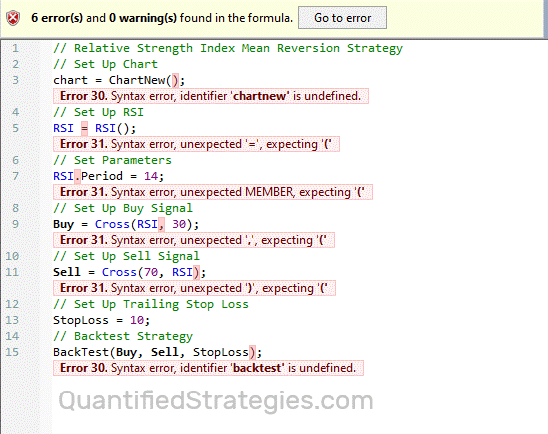 6 error(s) and 0 warning(s) found in the formula. Go to error
1 // Relative Strength Index Mean Reversion Strategy
2 // Set Up Chart
3 chart = ChartNew();
Error 30. Syntax error, identifier 'chartnew' is undefined.
4 // Set Up RSI
5 RSI = RSI();
Error 31. Syntax error, unexpected '=', expecting '('
6 // Set Parameters
7 RSI.Period = 14;
Error 31. Syntax error, unexpected MEMBER, expecting '('
8 // Set Up Buy Signal
9 Buy = Cross(RSI, 30);
Error 31. Syntax error, unexpected ',', expecting '('
10 // Set Up Sell Signal
11 Sell = Cross(70, RSI);
Error 31. Syntax error, unexpected ')', expecting '('
12 // Set Up Trailing Stop Loss
13 StopLoss = 10;
14 // Backtest Strategy
15 BackTest(Buy, Sell, StopLoss);
Error 30. Syntax error, identifier 'backtest' is undefined.
QuantifiedStrategies.com